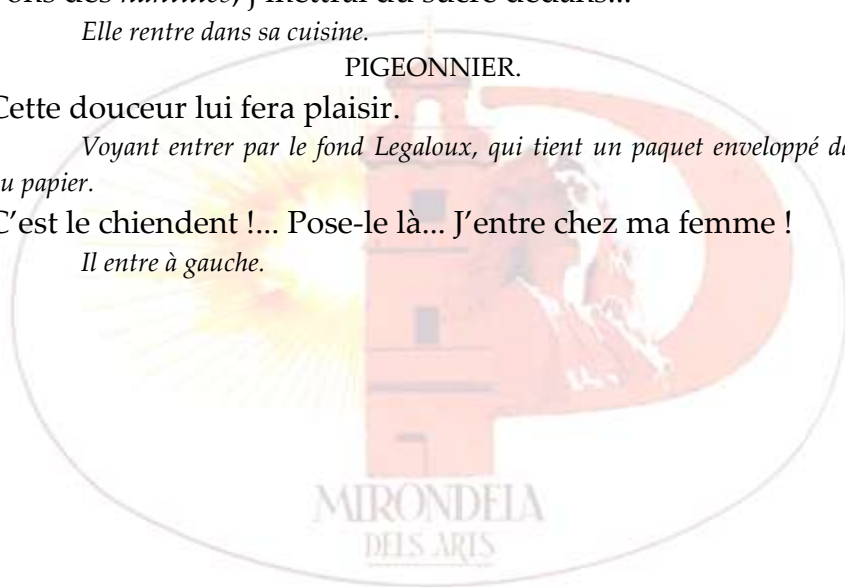 Elle rentre dans sa cuisine.
PIGEONNIER.
Cette douceur lui fera plaisir.
Voyant entrer par le fond Legaloux, qui tient un paquet enveloppé
u papier.
C’est le chiendent !... Pose-le là... J’entre chez ma femme !
Il entre à gauche.
MIRONDELA
DELS ARTS